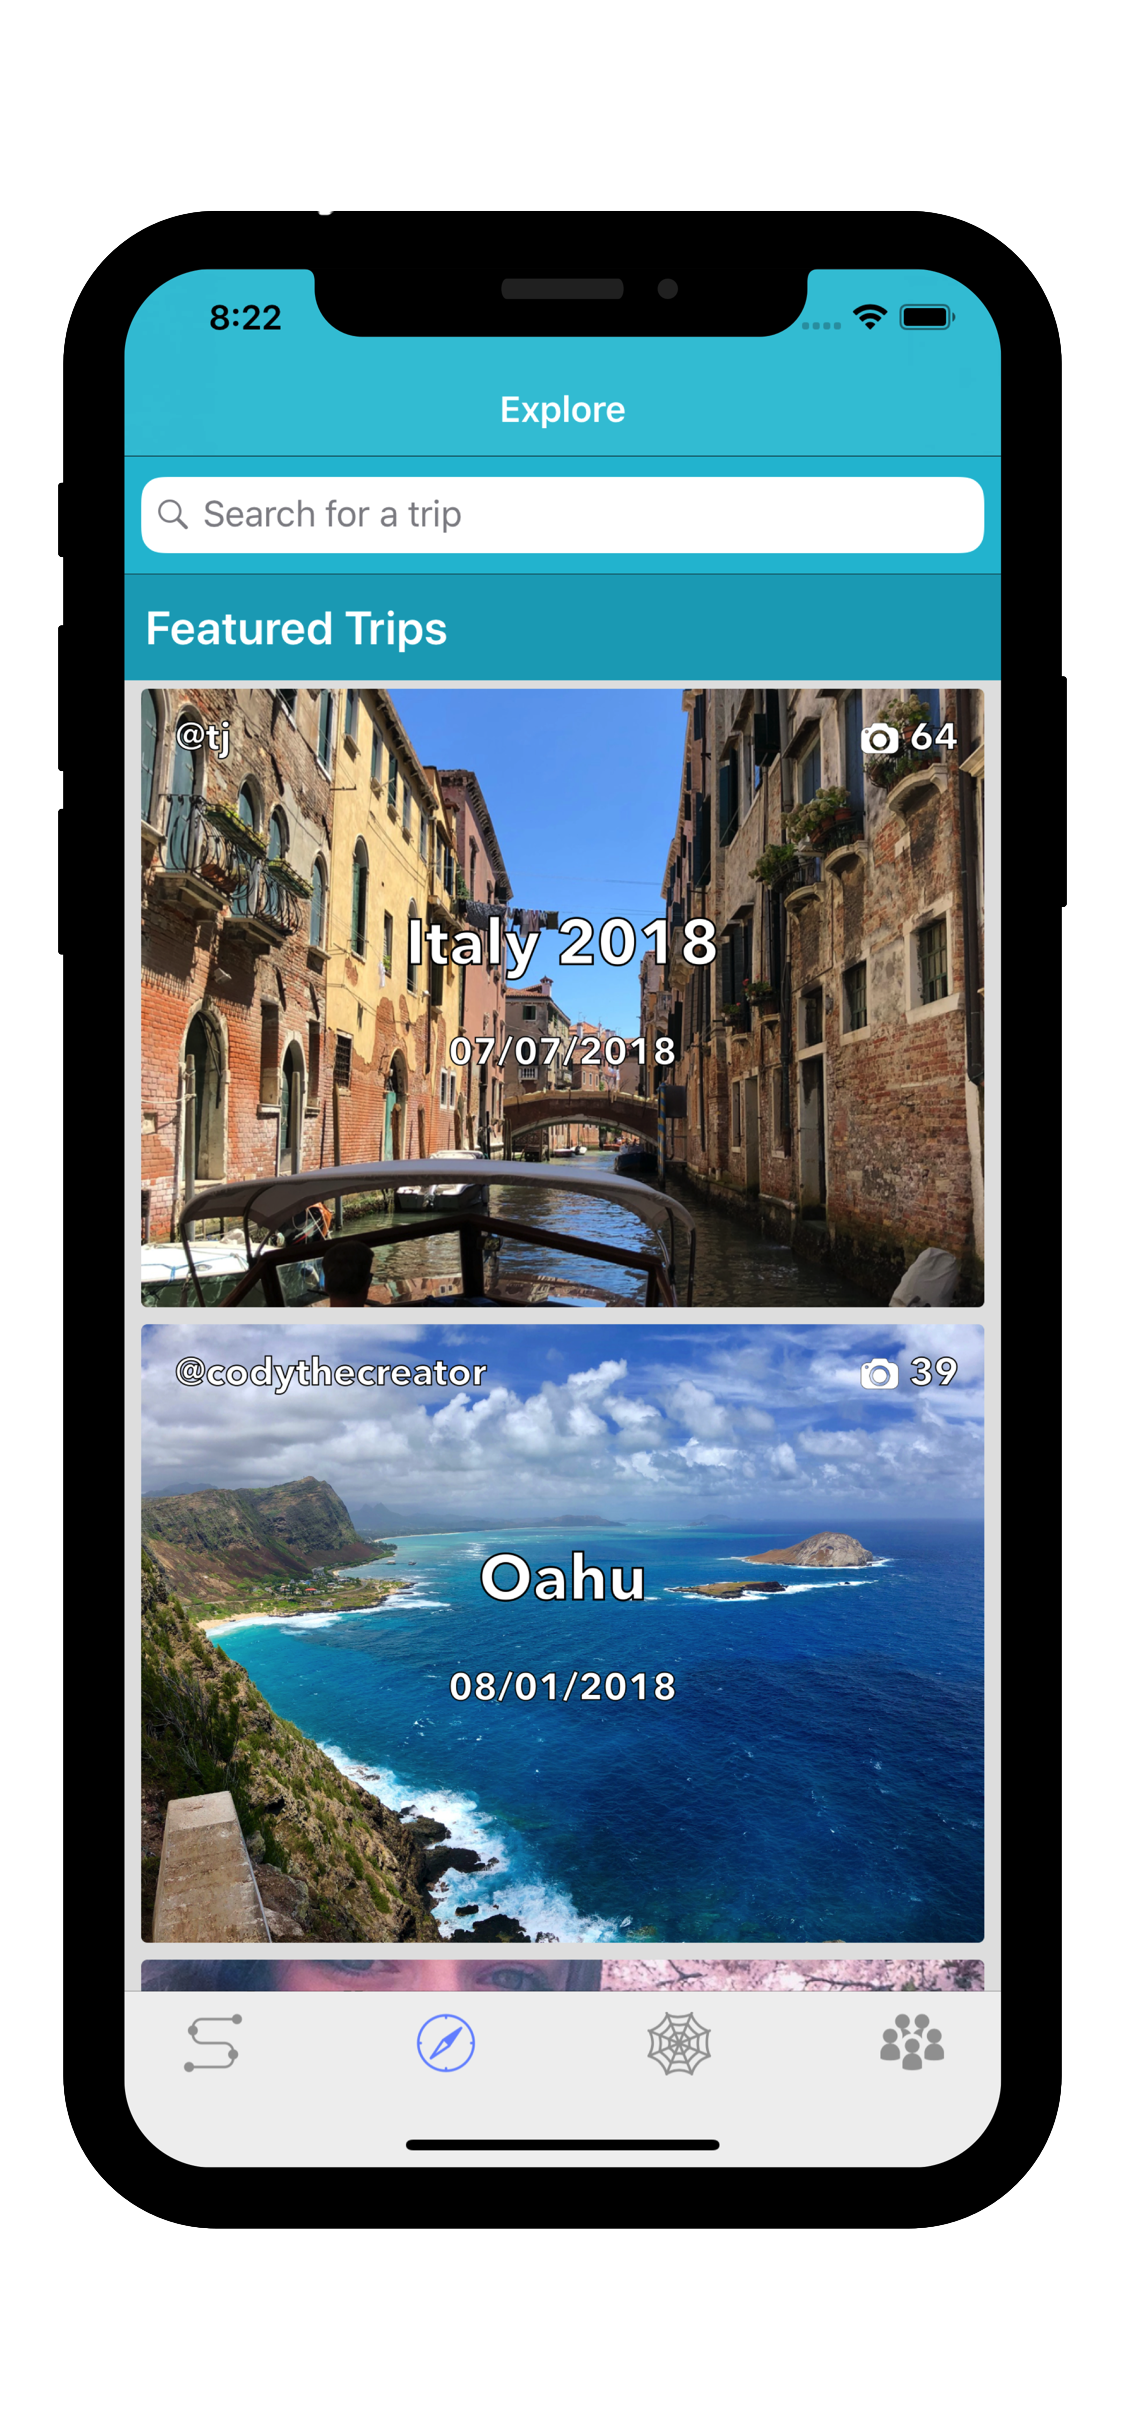 8:22
Explore
Search for a trip
Featured Trips
@tj 64
Italy 2018
07/07/2018
@codythecreator 39
Oahu
08/01/2018